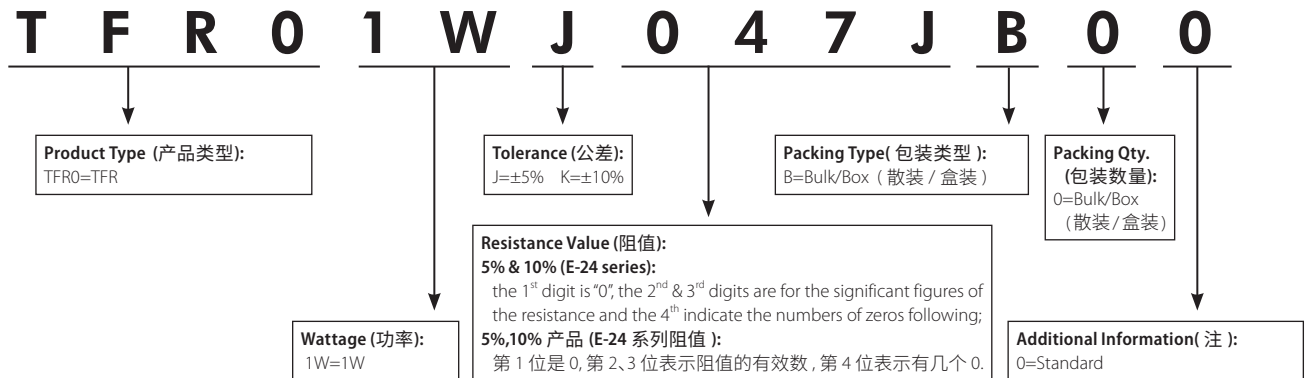 T F R 0 1 W J 0 4 7 J B 0 0
Product Type (产品类型):
TFR0=TFR
Tolerance (公差):
J=±5% K=±10%
Packing Type( 包装类型 ):
B=Bulk/Box ( 散装 / 盒装 )
Packing Qty.
(包装数量):
0=Bulk/Box
(散装/盒装)
Resistance Value (阻值):
5% & 10% (E-24 series):
the 1st digit is "0", the 2nd & 3rd digits are for the significant figures of
the resistance and the 4th indicate the numbers of zeros following;
5%,10% 产品 (E-24 系列阻值 ):
第 1 位是 0, 第 2、3 位表示阻值的有效数 , 第 4 位表示有几个 0.
Wattage (功率):
1W=1W
Additional Information( 注 ):
0=Standard